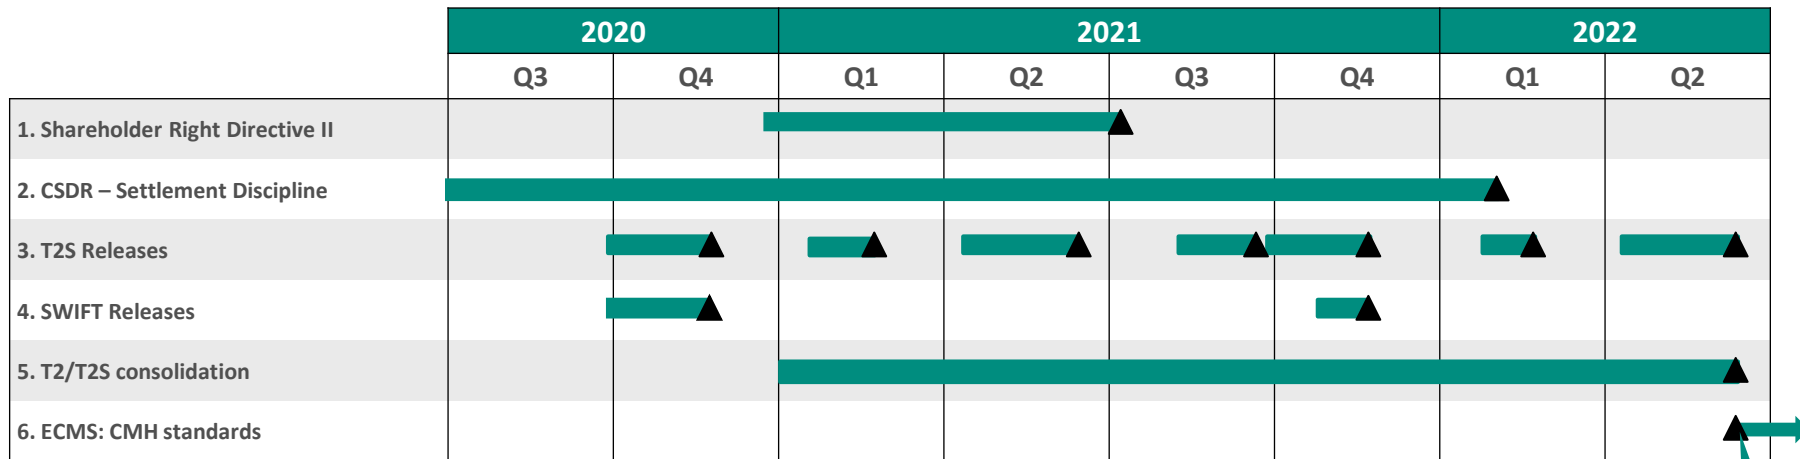 2020 2021 2022
Q3 Q4 Q1 Q2 Q3 Q4 Q1 Q2
1. Shareholder Right Directive II
2. CSDR – Settlement Discipline
3. T2S Releases
4. SWIFT Releases
5. T2/T2S consolidation
6. ECMS: CMH standards